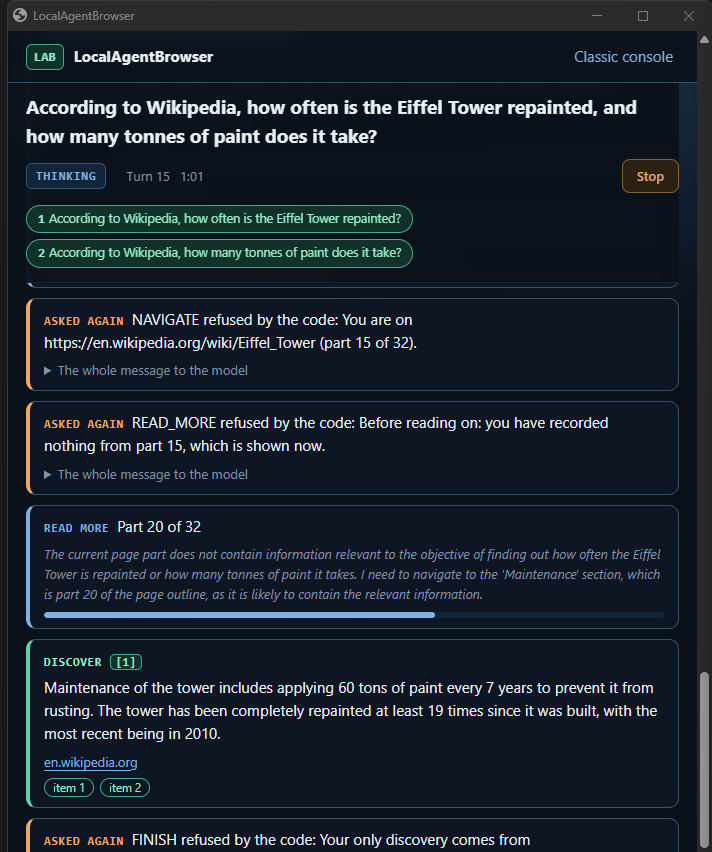 LocalAgentBrowser
LAB LocalAgentBrowser Classic console
According to Wikipedia, how often is the Eiffel Tower repainted, and
how many tonnes of paint does it take?
THINKING Turn 15 1:01 Stop
1 According to Wikipedia, how often is the Eiffel Tower repainted?
2 According to Wikipedia, how many tonnes of paint does it take?
ASKED AGAIN NAVIGATE refused by the code: You are on
https://en.wikipedia.org/wiki/Eiffel_Tower (part 15 of 32).
The whole message to the model
ASKED AGAIN READ_MORE refused by the code: Before reading on: you have recorded
nothing from part 15, which is shown now.
The whole message to the model
READ MORE Part 20 of 32
The current page part does not contain information relevant to the objective of finding out how often the Eiffel
Tower is repainted or how many tonnes of paint it takes. I need to navigate to the 'Maintenance' section, which
is part 20 of the page outline, as it is likely to contain the relevant information.
DISCOVER [1]
Maintenance of the tower includes applying 60 tons of paint every 7 years to prevent it from
rusting. The tower has been completely repainted at least 19 times since it was built, with the
most recent being in 2010.
en.wikipedia.org
item 1 item 2
ASKED AGAIN FINISH refused by the code: Your only discovery comes from